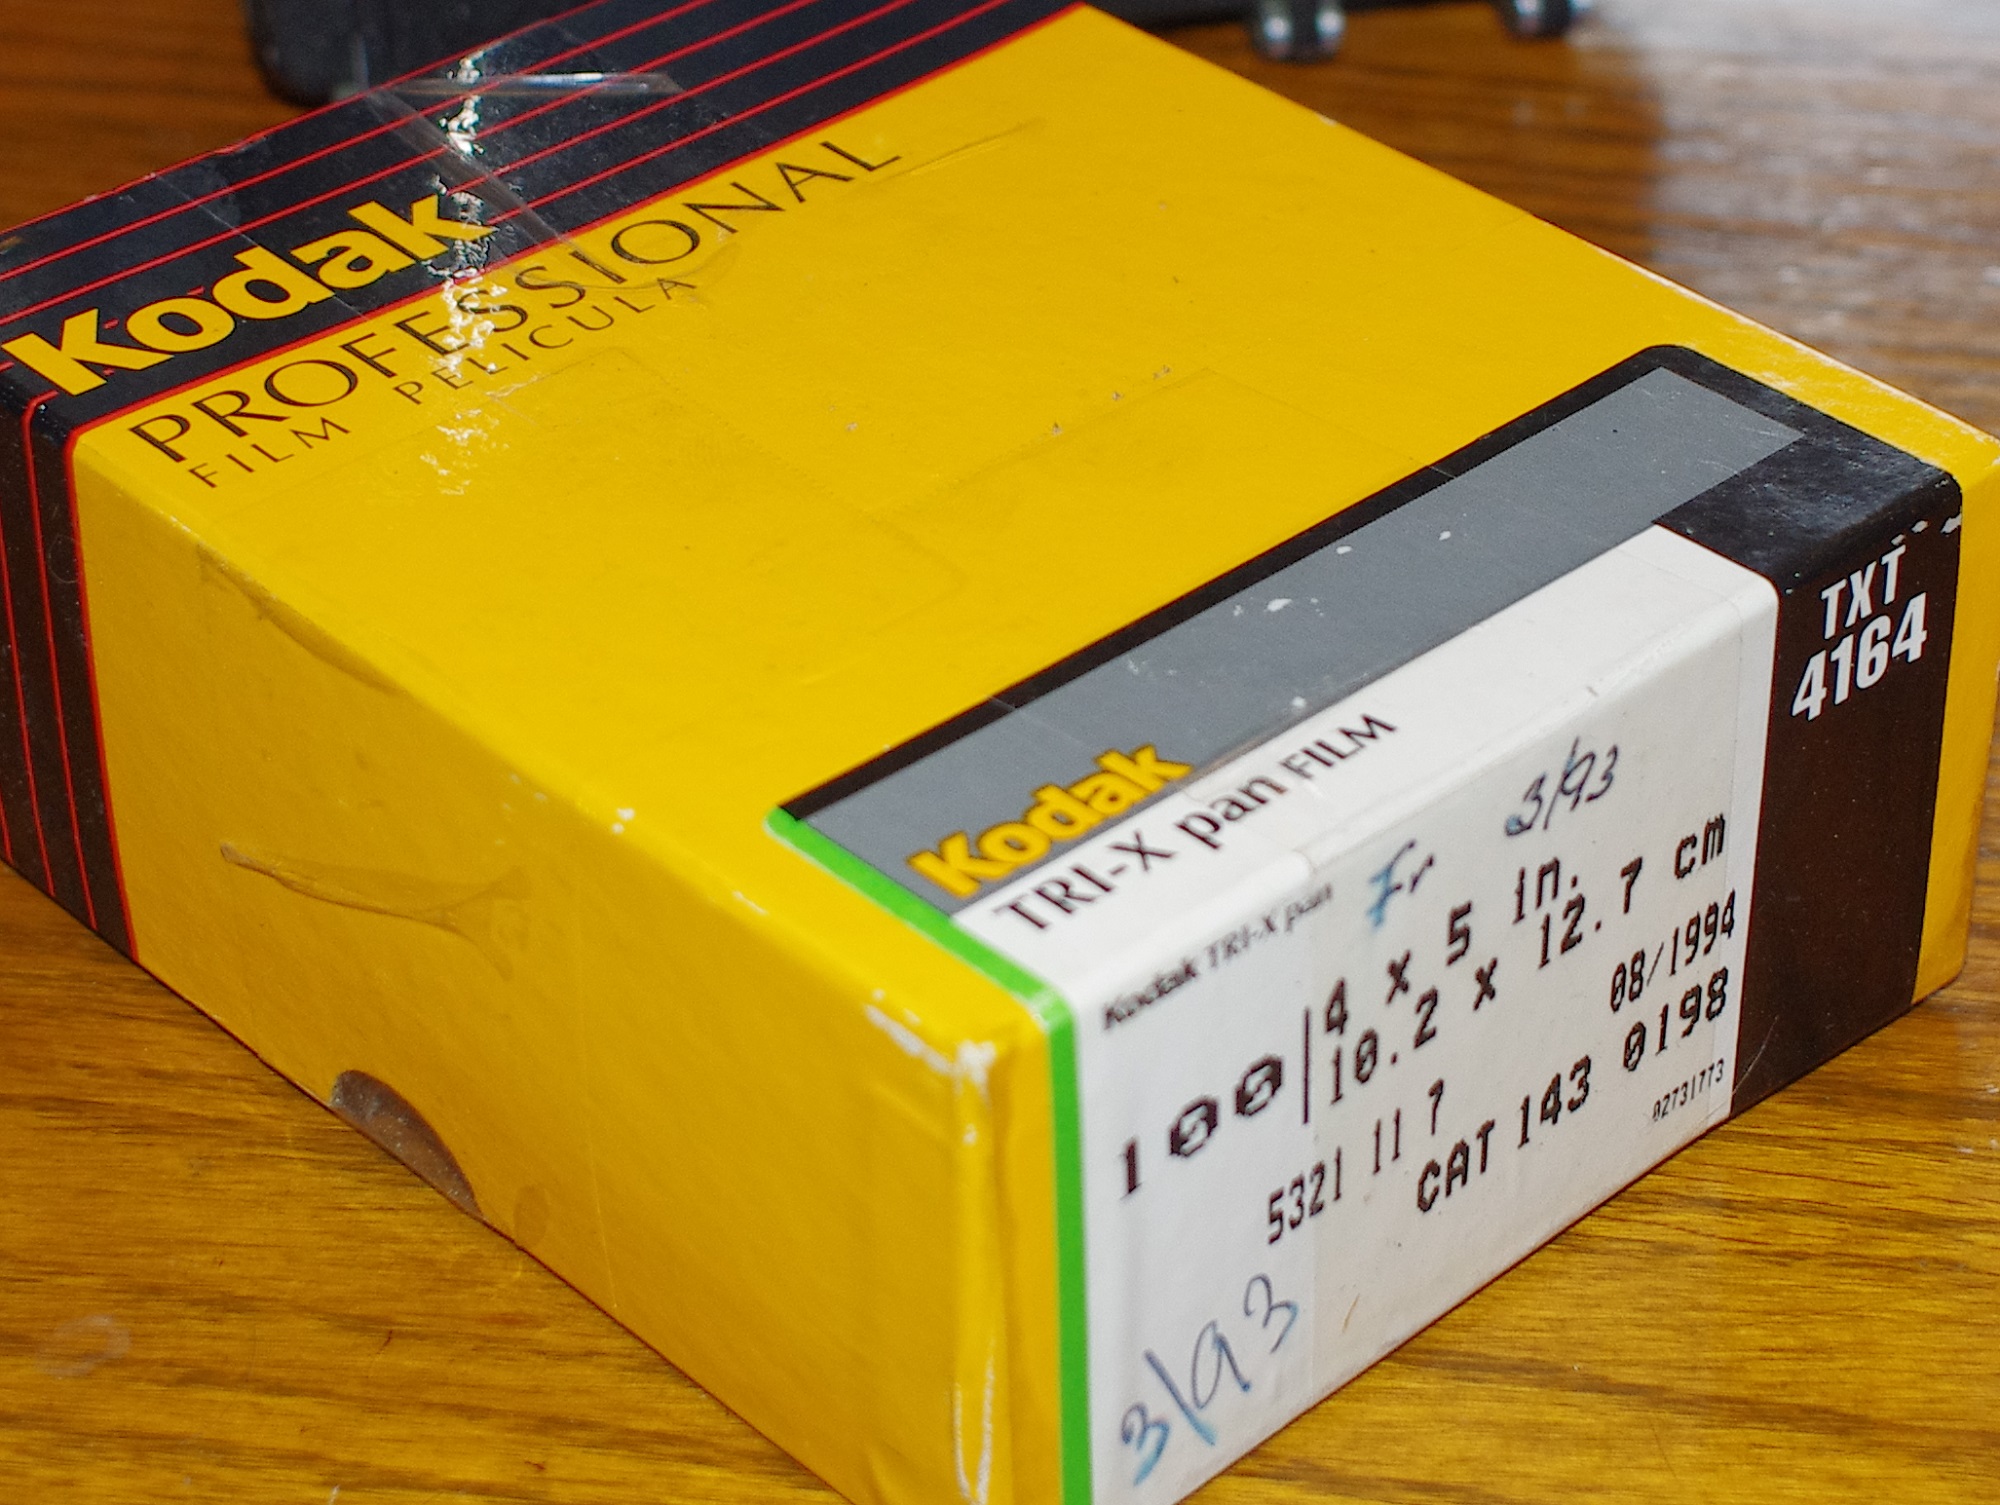 Kodak
PROFESSIONAL
FILM PELICULA
Kodak
TRI-X pan FILM
TXT
4164
3/93
Fr
Kodak TRI-X pan
100 4 x 5 in.
10.2 x 12.7 cm
08/1994
5321 11 7
CAT 143 0198
02731773
3/93